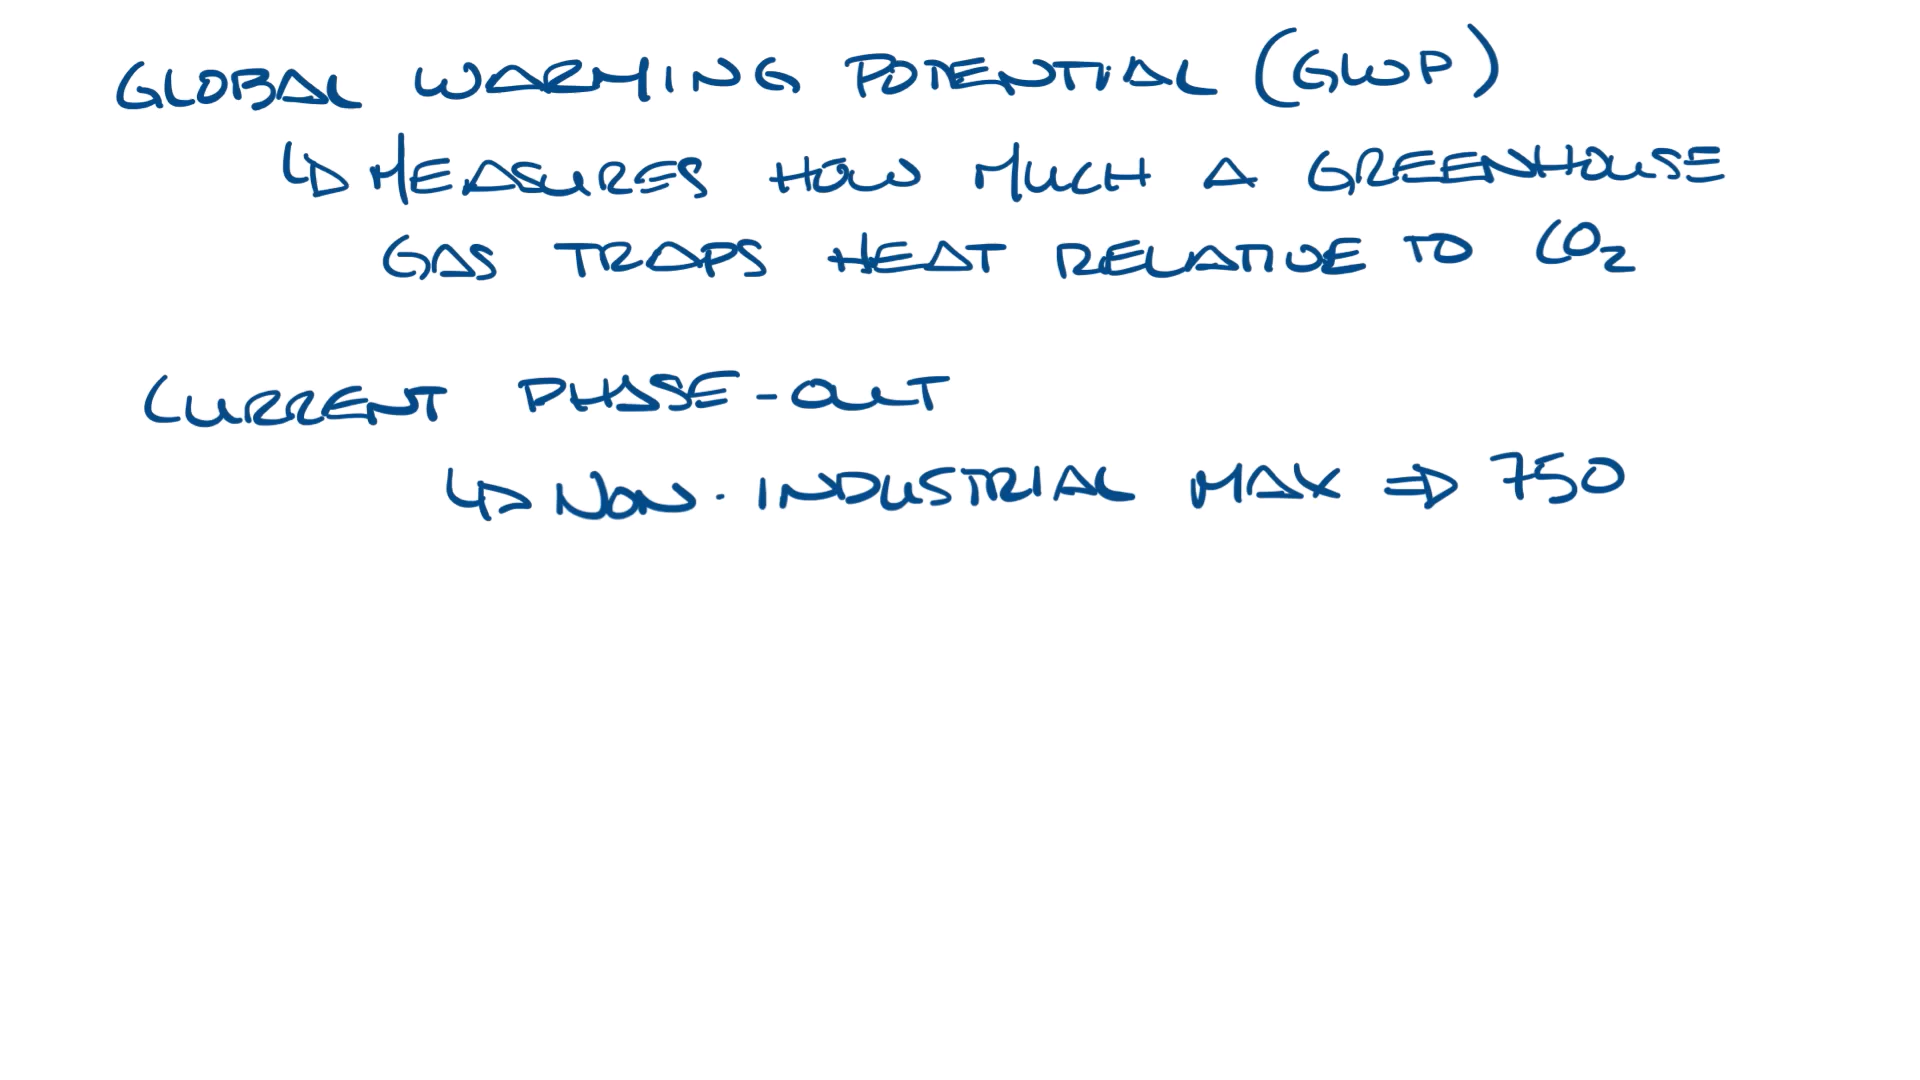 GLOBAL WARMING POTENTIAL (GWP)
↳ MEASURES HOW MUCH A GREENHOUSE
GAS TRAPS HEAT RELATIVE TO CO₂
CURRENT PHASE-OUT
↳ NON-INDUSTRIAL MAX ⇒ 750